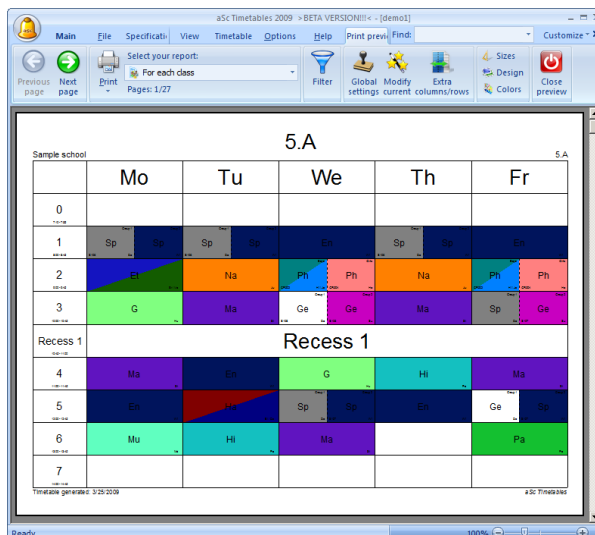 aSc Timetables 2009 >BETA VERSION!!!< - [demo1]
Main File Specificati View Timetable Options Help Print previ Find: Customize
Select your report:
For each class
Pages: 1/27
Previous page
Next page
Print
Filter
Global settings
Modify current
Extra columns/rows
Sizes
Design
Colors
Close preview
5.A
Sample school 5.A
Mo Tu We Th Fr
0
1 Sp Sp Sp Sp En Sp Sp En
2 Et Na Ph Ph Na Ph Ph
3 G Ma Ge Ge Ma Sp Ge
Recess 1 Recess 1
4 Ma En G Hi Ma
5 En Sp Sp En Ge Sp
6 Mu Hi Ma Pa
7
Timetable generated: 3/25/2009 aSc Timetables
Ready 100%